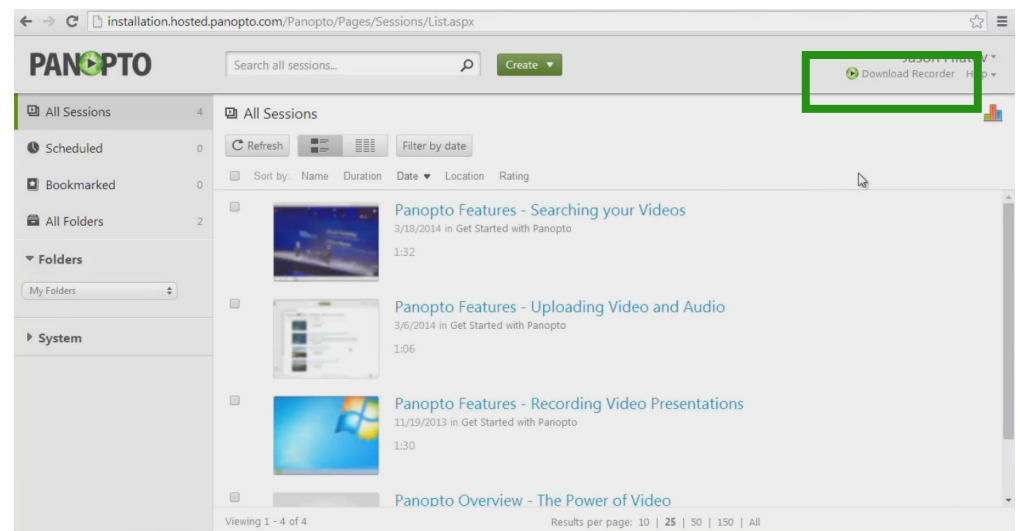 installation.hosted.panopto.com/Panopto/Pages/Sessions/List.aspx
PANOPTO
Search all sessions...
Create
Download Recorder
All Sessions 4
Scheduled 0
Bookmarked 0
All Folders 2
Folders
My Folders
System
All Sessions
Refresh
Filter by date
Sort by: Name Duration Date Location Rating
Panopto Features - Searching your Videos
3/18/2014 in Get Started with Panopto
1:32
Panopto Features - Uploading Video and Audio
3/6/2014 in Get Started with Panopto
1:06
Panopto Features - Recording Video Presentations
11/19/2013 in Get Started with Panopto
1:30
Panopto Overview - The Power of Video
Viewing 1 - 4 of 4
Results per page: 10 | 25 | 50 | 150 | All